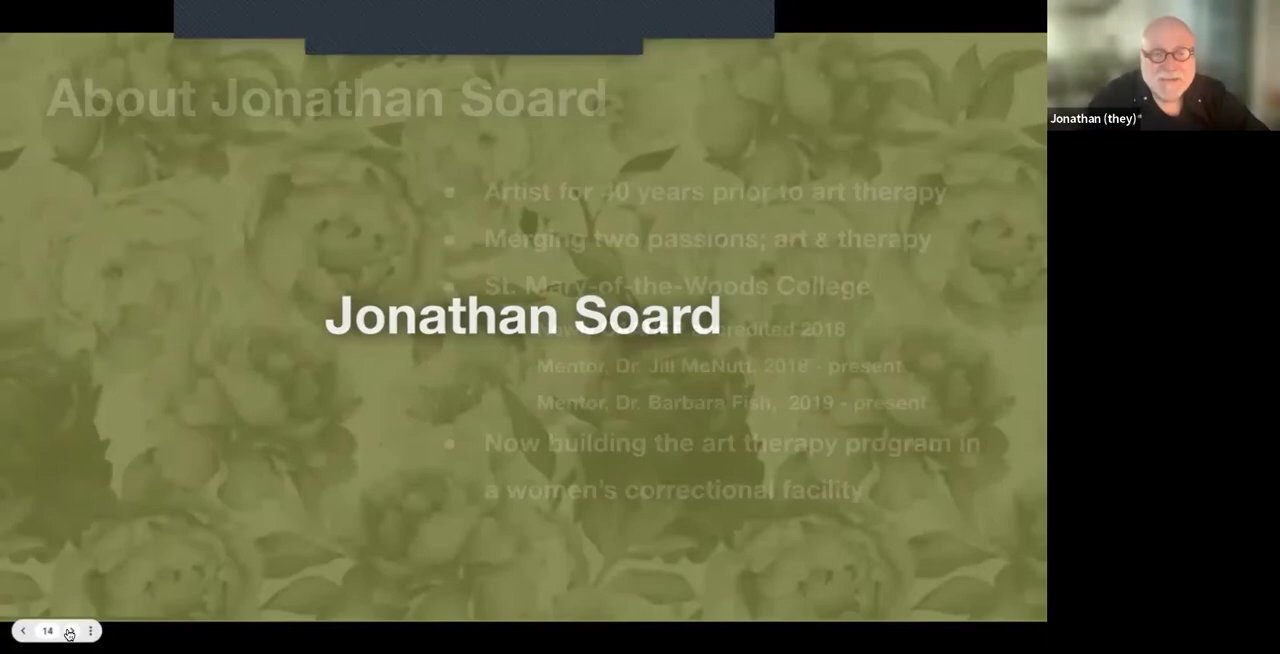 About Jonathan Soard
Artist for 40 years prior to art therapy
Merging two passions; art & therapy
St. Mary-of-the-Woods College
Jonathan Soard
2018
Mentor, Dr. Jill McNutt, 2018 - present
Mentor, Dr. Barbara Fish, 2019 - present
Now building the art therapy program in
a women's correctional facility
Jonathan (they)
14